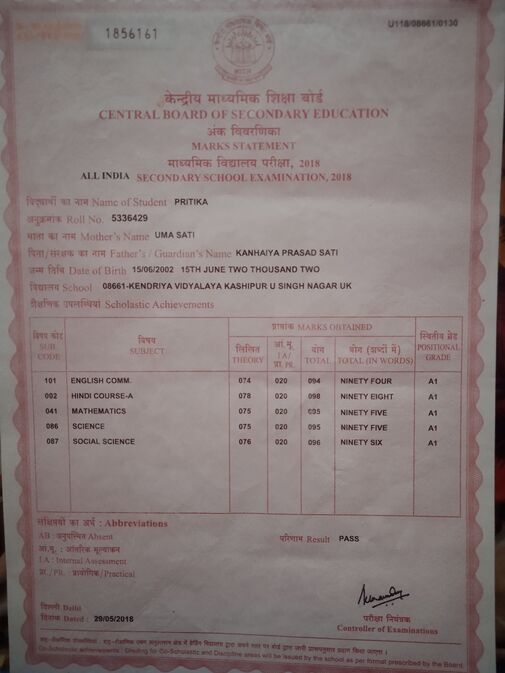 1856161
U118/08661/0130
केन्द्रीय माध्यमिक शिक्षा बोर्ड
CENTRAL BOARD OF SECONDARY EDUCATION
अंक विवरणिका
MARKS STATEMENT
माध्यमिक विद्यालय परीक्षा, 2018
ALL INDIA SECONDARY SCHOOL EXAMINATION, 2018
विद्यार्थी का नाम Name of Student PRITIKA
अनुक्रमांक Roll No. 5336429
माता का नाम Mother's Name UMA SATI
पिता/संरक्षक का नाम Father's / Guardian's Name KANHAIYA PRASAD SATI
जन्म तिथि Date of Birth 15/06/2002 15TH JUNE TWO THOUSAND TWO
विद्यालय School 08661-KENDRIYA VIDYALAYA KASHIPUR U SINGH NAGAR UK
शैक्षणिक उपलब्धियां Scholastic Achievements
विषय कोड SUB. CODE
विषय SUBJECT
प्राप्तांक MARKS OBTAINED
लिखित THEORY
आं.मू. I A / प्रा. PR.
योग TOTAL
योग (शब्दों में) TOTAL (IN WORDS)
स्थितीय ग्रेड POSITIONAL GRADE
101 ENGLISH COMM. 074 020 094 NINETY FOUR A1
002 HINDI COURSE-A 078 020 098 NINETY EIGHT A1
041 MATHEMATICS 075 020 095 NINETY FIVE A1
086 SCIENCE 075 020 095 NINETY FIVE A1
087 SOCIAL SCIENCE 076 020 096 NINETY SIX A1
संक्षिप्तियों का अर्थ : Abbreviations
AB : अनुपस्थित Absent
परिणाम Result PASS
आं.मू. : आंतरिक मूल्यांकन
I A : Internal Assessment
प्रा./PR. : प्रायोगिक/Practical
दिल्ली Delhi
दिनांक Dated : 29/05/2018
परीक्षा नियंत्रक
Controller of Examinations
Co-Scholastic achievements : Grading for Co-Scholastic and Discipline areas will be issued by the school as per format prescribed by the Board